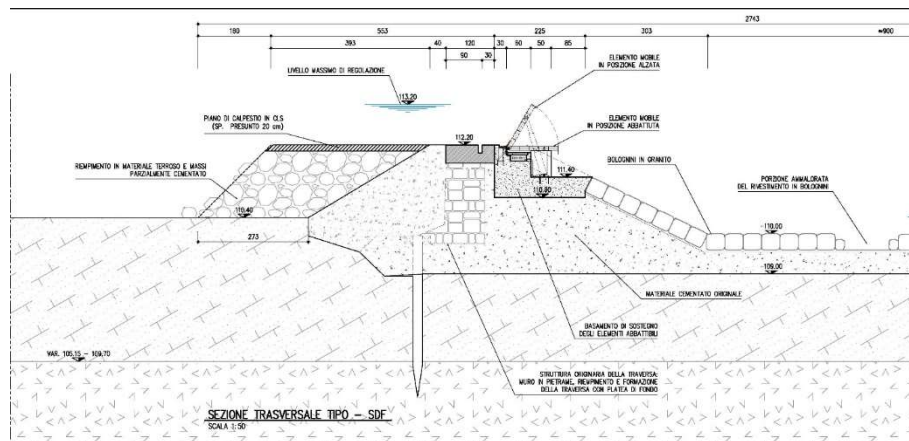 2743
180 553 225 303 ≈900
393 40 120 30 50 50 85
90 30
LIVELLO MASSIMO DI REGOLAZIONE
113.20
ELEMENTO MOBILE
IN POSIZIONE ALZATA
PIANO DI CALPESTIO IN CLS
(SP. PRESUNTO 20 cm)
ELEMENTO MOBILE
IN POSIZIONE ABBATTUTA
112.20
BOLOGNINI IN GRANITO
RIEMPIMENTO IN MATERIALE TERROSO E MASSI
PARZIALMENTE CEMENTATO
111.40
PORZIONE AMMALORATA
DEL RIVESTIMENTO IN BOLOGNINI
110.40
273
110.00
109.00
MATERIALE CEMENTATO ORIGINALE
BASAMENTO DI SOSTEGNO
DEGLI ELEMENTI ABBATTIBILI
VAR. 105.15 – 109.70
STRUTTURA ORIGINARIA DELLA TRAVERSA:
MURO IN PIETRAME, RIEMPIMENTO E FORMAZIONE
DELLA TRAVERSA CON PLATEA DI FONDO
SEZIONE TRASVERSALE TIPO – SDF
SCALA 1:50